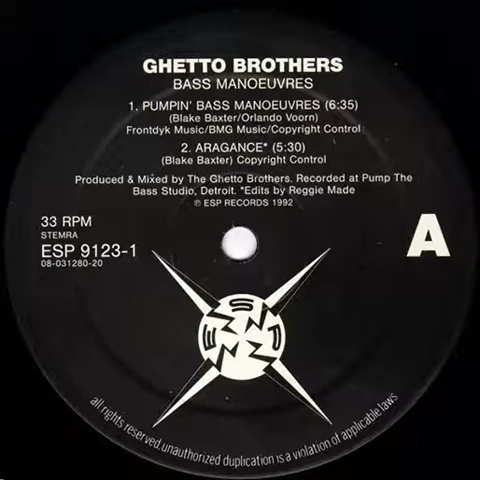 GHETTO BROTHERS
BASS MANOEUVRES
1. PUMPIN' BASS MANOEUVRES (6:35)
(Blake Baxter/Orlando Voorn)
Frontdyk Music/BMG Music/Copyright Control
2. ARAGANCE* (5:30)
(Blake Baxter) Copyright Control
Produced & Mixed by The Ghetto Brothers. Recorded at Pump The
Bass Studio, Detroit. *Edits by Reggie Made
℗ © ESP RECORDS 1992
33 RPM
STEMRA
ESP 9123-1
08-031280-20
A
ESP
all rights reserved. unauthorized duplication is a violation of applicable laws